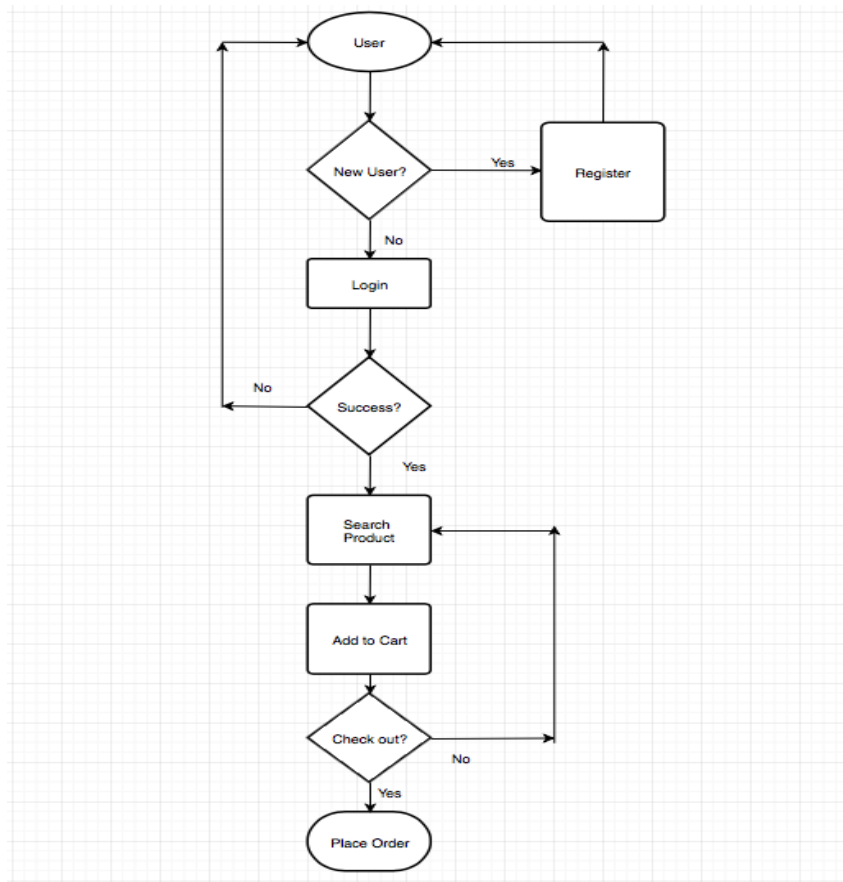 User
New User?
Yes
Register
No
Login
No
Success?
Yes
Search
Product
Add to Cart
Check out?
No
Yes
Place Order